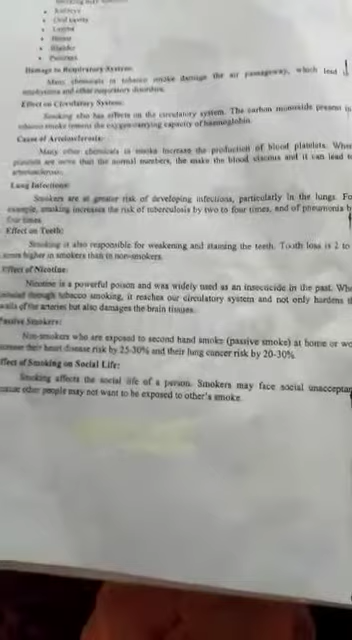 • Kidneys
• Oral cavity
• Larynx
• Breast
• Bladder
• Pancreas
Damage to Respiratory System:
Many chemicals in tobacco smoke damage the air passageway, which lead
emphysema and other respiratory disorders.
Effect on Circulatory System:
Smoking also has effects on the circulatory system. The carbon monoxide present in
tobacco smoke lessens the oxygen-carrying capacity of haemoglobin.
Cause of Arteriosclerosis:
Many other chemicals in smoke increase the production of blood platelets. When
platelets are more than the normal numbers, the make the blood viscous and it can lead to
arteriosclerosis.
Lung Infections:
Smokers are at greater risk of developing infections, particularly in the lungs. Fo
example, smoking increases the risk of tuberculosis by two to four times, and of pneumonia b
four times.
Effect on Teeth:
Smoking is also responsible for weakening and staining the teeth. Tooth loss is 2 to
times higher in smokers than in non-smokers.
Effect of Nicotine:
Nicotine is a powerful poison and was widely used as an insecticide in the past. Whe
through tobacco smoking, it reaches our circulatory system and not only hardens th
walls of the arteries but also damages the brain tissues.
Passive Smokers:
Non-smokers who are exposed to second hand smoke (passive smoke) at home or wo
increase their heart disease risk by 25-30% and their lung cancer risk by 20-30%.
ffect of Smoking on Social Life:
Smoking affects the social life of a person. Smokers may face social unacceptan
cause other people may not want to be exposed to other's smoke.